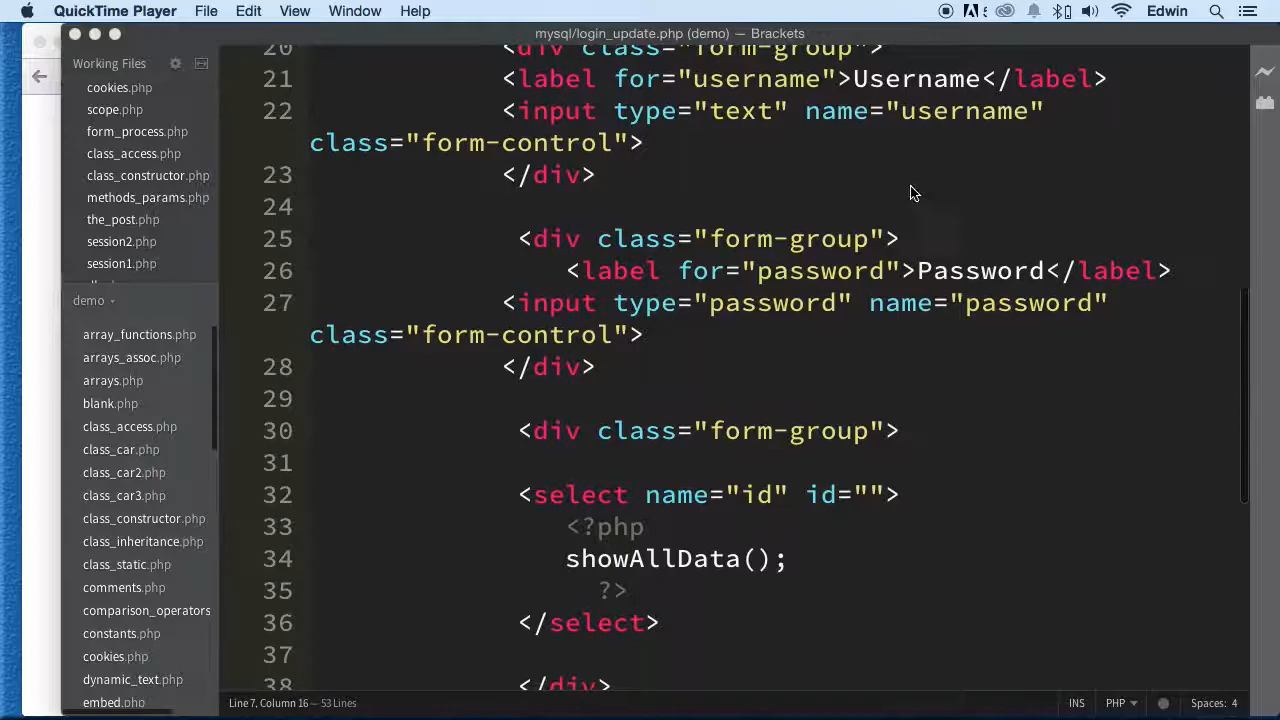 QuickTime Player File Edit View Window Help Edwin
mysql/login_update.php (demo) — Brackets
Working Files
cookies.php
scope.php
form_process.php
class_access.php
class_constructor.php
methods_params.php
the_post.php
session2.php
session1.php
demo
array_functions.php
arrays_assoc.php
arrays.php
blank.php
class_access.php
class_car.php
class_car2.php
class_car3.php
class_constructor.php
class_inheritance.php
class_static.php
comments.php
comparison_operators
constants.php
cookies.php
dynamic_text.php
embed.php
20 <div class="form-group">
21 <label for="username">Username</label>
22 <input type="text" name="username"
class="form-control">
23 </div>
24
25 <div class="form-group">
26 <label for="password">Password</label>
27 <input type="password" name="password"
class="form-control">
28 </div>
29
30 <div class="form-group">
31
32 <select name="id" id="">
33 <?php
34 showAllData();
35 ?>
36 </select>
37
38 </div>
Line 7, Column 16 — 53 Lines INS PHP Spaces: 4